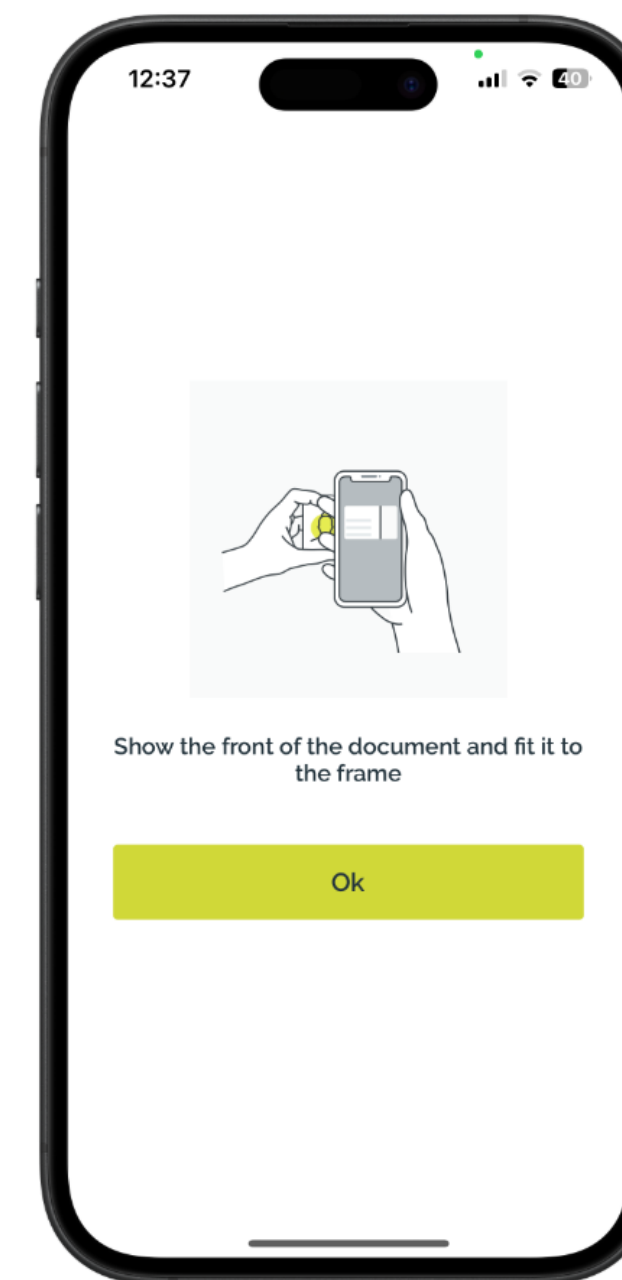 12:37
40
Show the front of the document and fit it to
the frame
Ok